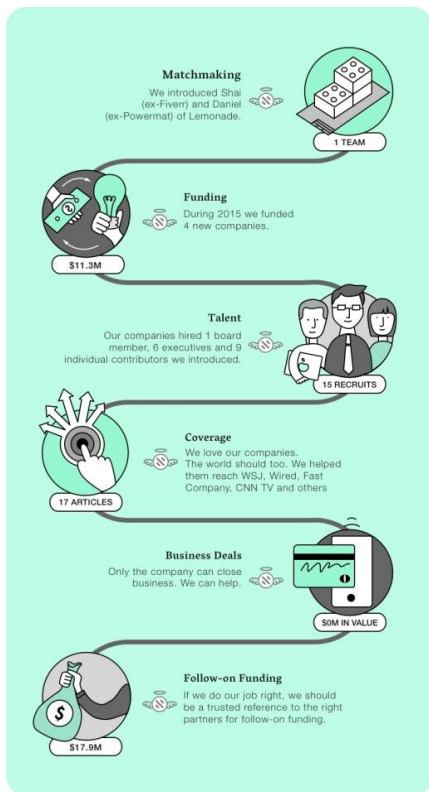 Matchmaking
We introduced Shai
(ex-Fiverr) and Daniel
(ex-Powermat) of Lemonade.
1 TEAM
Funding
During 2015 we funded
4 new companies.
$11.3M
Talent
Our companies hired 1 board
member, 6 executives and 9
individual contributors we introduced.
15 RECRUITS
Coverage
We love our companies.
The world should too. We helped
them reach WSJ, Wired, Fast
Company, CNN TV and others
17 ARTICLES
Business Deals
Only the company can close
business. We can help.
$0M IN VALUE
Follow-on Funding
If we do our job right, we should
be a trusted reference to the right
partners for follow-on funding.
$
$17.9M